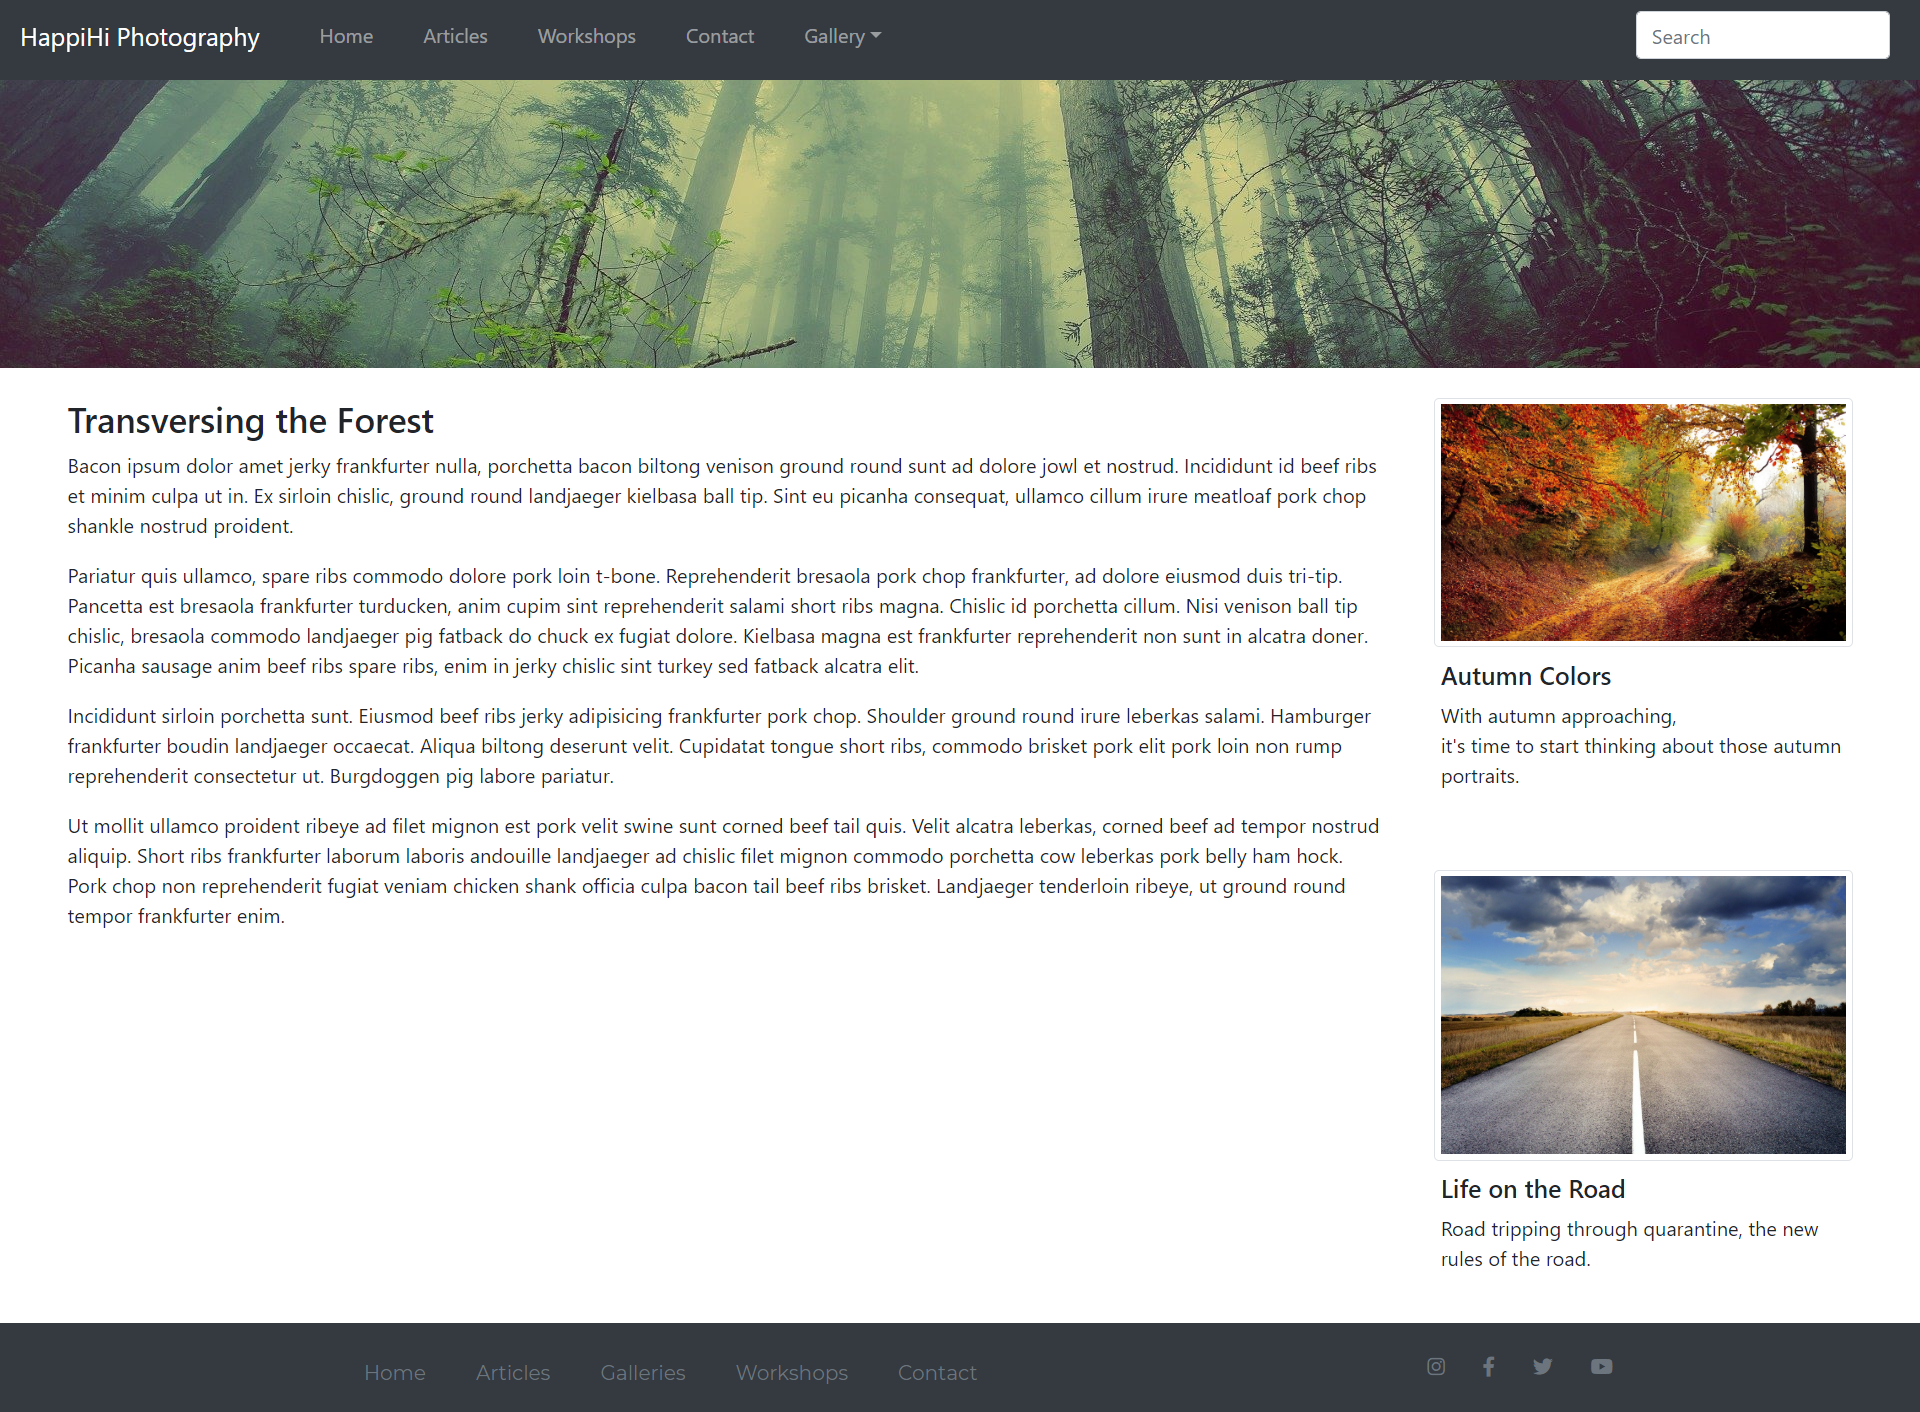 HappiHi Photography Home Articles Workshops Contact Gallery Search
Transversing the Forest
Bacon ipsum dolor amet jerky frankfurter nulla, porchetta bacon biltong venison ground round sunt ad dolore jowl et nostrud. Incididunt id beef ribs
et minim culpa ut in. Ex sirloin chislic, ground round landjaeger kielbasa ball tip. Sint eu picanha consequat, ullamco cillum irure meatloaf pork chop
shankle nostrud proident.
Pariatur quis ullamco, spare ribs commodo dolore pork loin t-bone. Reprehenderit bresaola pork chop frankfurter, ad dolore eiusmod duis tri-tip.
Pancetta est bresaola frankfurter turducken, anim cupim sint reprehenderit salami short ribs magna. Chislic id porchetta cillum. Nisi venison ball tip
chislic, bresaola commodo landjaeger pig fatback do chuck ex fugiat dolore. Kielbasa magna est frankfurter reprehenderit non sunt in alcatra doner.
Picanha sausage anim beef ribs spare ribs, enim in jerky chislic sint turkey sed fatback alcatra elit.
Incididunt sirloin porchetta sunt. Eiusmod beef ribs jerky adipisicing frankfurter pork chop. Shoulder ground round irure leberkas salami. Hamburger
frankfurter boudin landjaeger occaecat. Aliqua biltong deserunt velit. Cupidatat tongue short ribs, commodo brisket pork elit pork loin non rump
reprehenderit consectetur ut. Burgdoggen pig labore pariatur.
Ut mollit ullamco proident ribeye ad filet mignon est pork velit swine sunt corned beef tail quis. Velit alcatra leberkas, corned beef ad tempor nostrud
aliquip. Short ribs frankfurter laborum laboris andouille landjaeger ad chislic filet mignon commodo porchetta cow leberkas pork belly ham hock.
Pork chop non reprehenderit fugiat veniam chicken shank officia culpa bacon tail beef ribs brisket. Landjaeger tenderloin ribeye, ut ground round
tempor frankfurter enim.
Autumn Colors
With autumn approaching,
it's time to start thinking about those autumn
portraits.
Life on the Road
Road tripping through quarantine, the new
rules of the road.
Home Articles Galleries Workshops Contact